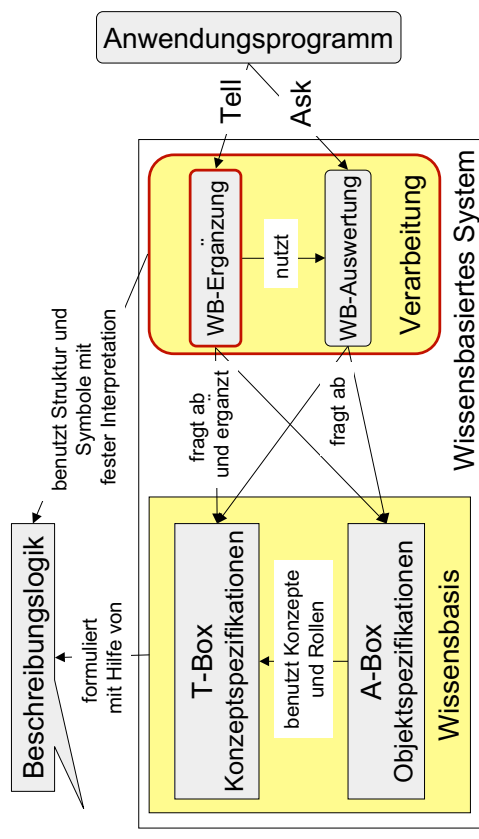 Beschreibungslogik
formuliert
mit Hilfe von
benutzt Struktur und
Symbole mit
fester Interpretation
T-Box
Konzeptspezifikationen
benutzt Konzepte
und Rollen
A-Box
Objektspezifikationen
Wissensbasis
fragt ab
und ergänzt
fragt ab
WB-Ergänzung
nutzt
WB-Auswertung
Verarbeitung
Wissensbasiertes System
Tell
Ask
Anwendungsprogramm